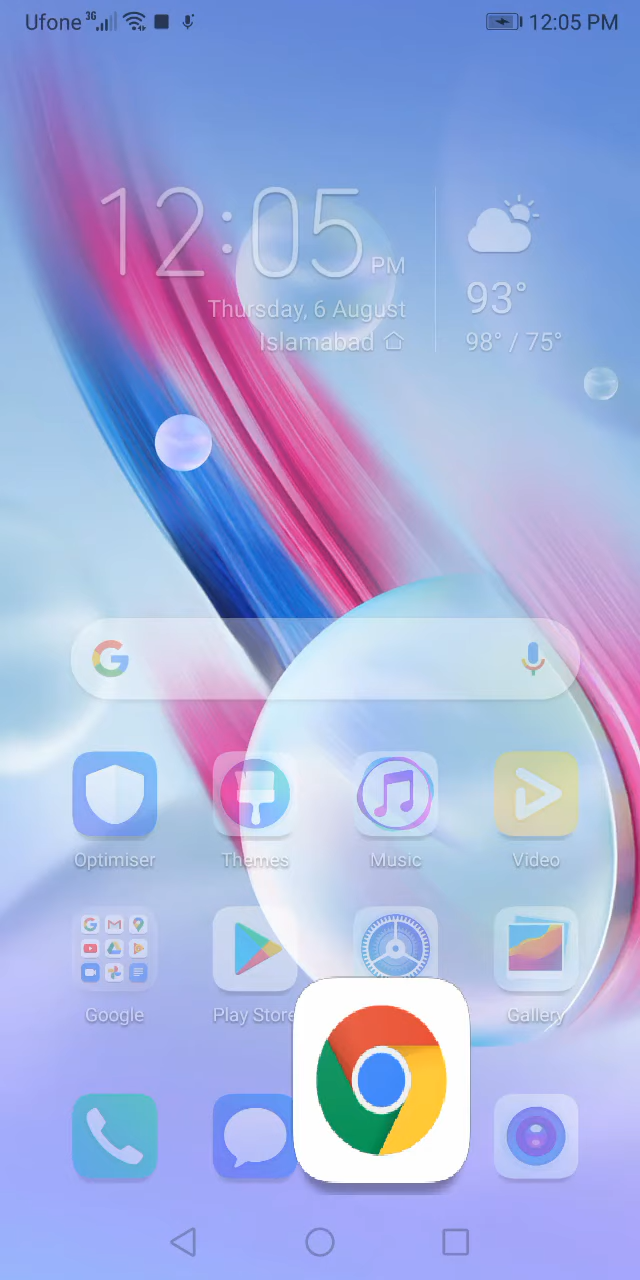 Ufone 3G 12:05 PM
12:05 PM
Thursday, 6 August
Islamabad
93°
98° / 75°
Optimiser Themes Music Video
Google Play Store Gallery